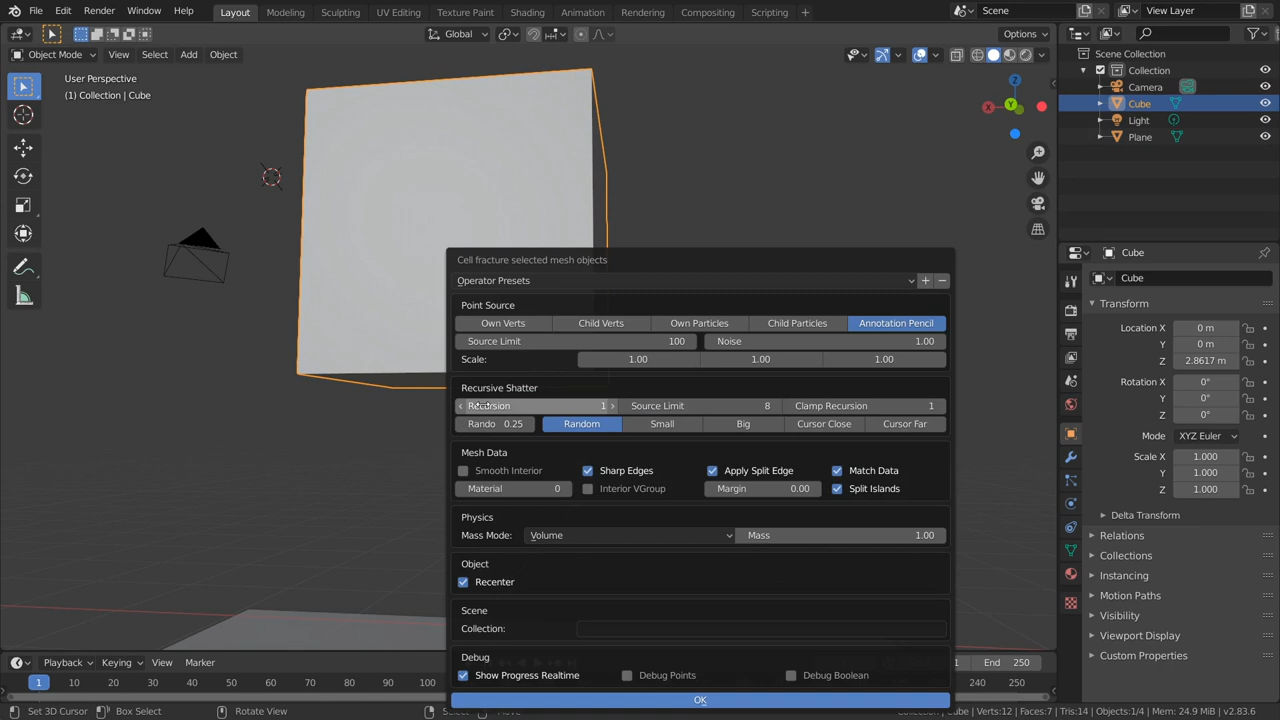 File Edit Render Window Help Layout Modeling Sculpting UV Editing Texture Paint Shading Animation Rendering Compositing Scripting + Scene View Layer
Global Options
Object Mode View Select Add Object
User Perspective
(1) Collection | Cube
Z
Y
X
Scene Collection
Collection
Camera
Cube
Light
Plane
Cell fracture selected mesh objects
Operator Presets
Point Source
Own Verts Child Verts Own Particles Child Particles Annotation Pencil
Source Limit 100 Noise 1.00
Scale: 1.00 1.00 1.00
Recursive Shatter
Recursion 1 Source Limit 8 Clamp Recursion 1
Rando 0.25 Random Small Big Cursor Close Cursor Far
Mesh Data
Smooth Interior Sharp Edges Apply Split Edge Match Data
Material 0 Interior VGroup Margin 0.00 Split Islands
Physics
Mass Mode: Volume Mass 1.00
Object
Recenter
Scene
Collection:
Debug
Show Progress Realtime Debug Points Debug Boolean
OK
Cube
Cube
Transform
Location X 0 m
Y 0 m
Z 2.8617 m
Rotation X 0°
Y 0°
Z 0°
Mode XYZ Euler
Scale X 1.000
Y 1.000
Z 1.000
Delta Transform
Relations
Collections
Instancing
Motion Paths
Visibility
Viewport Display
Custom Properties
Playback Keying View Marker 1 End 250
1 10 20 30 40 50 60 70 80 90 100
Set 3D Cursor Box Select Rotate View Select Collection | Cube | Verts:12 | Faces:7 | Tris:14 | Objects:1/4 | Mem: 24.9 MiB | v2.83.6